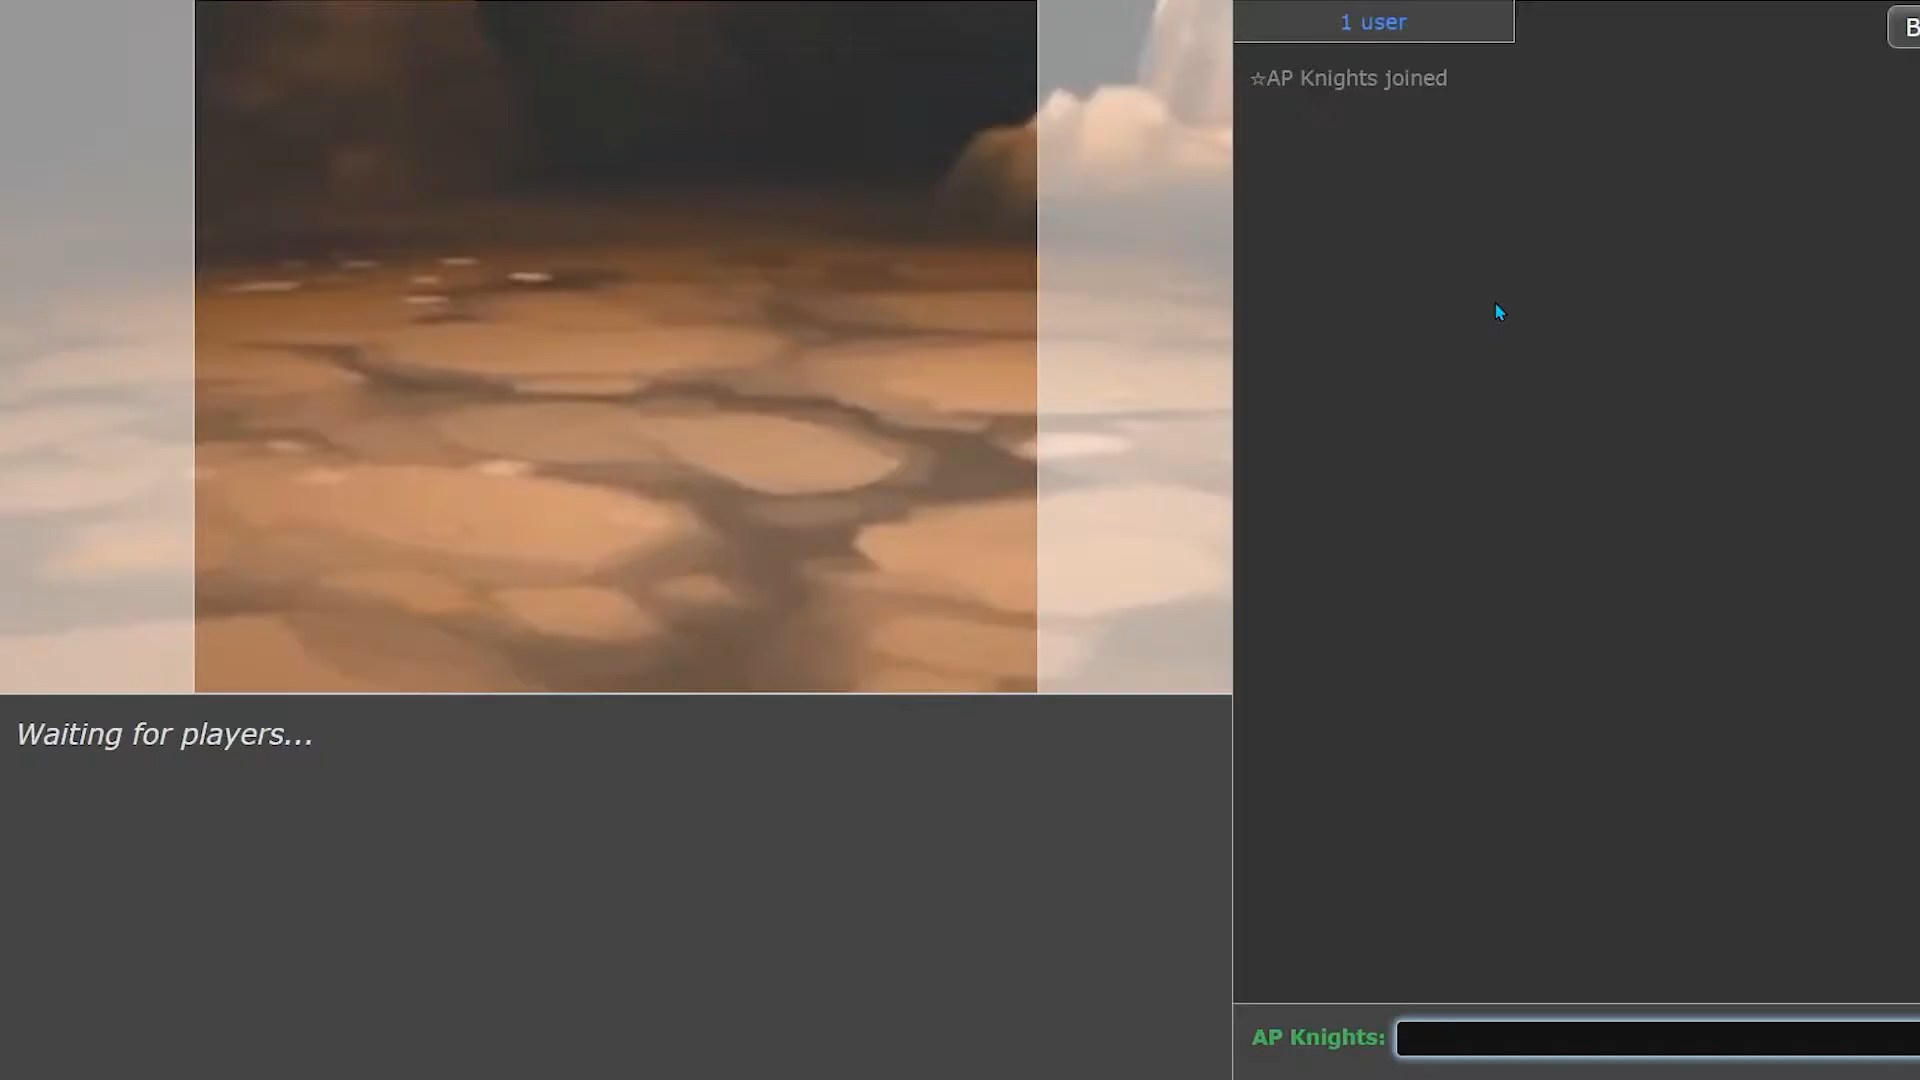 1 user
B
☆AP Knights joined
Waiting for players...
AP Knights: